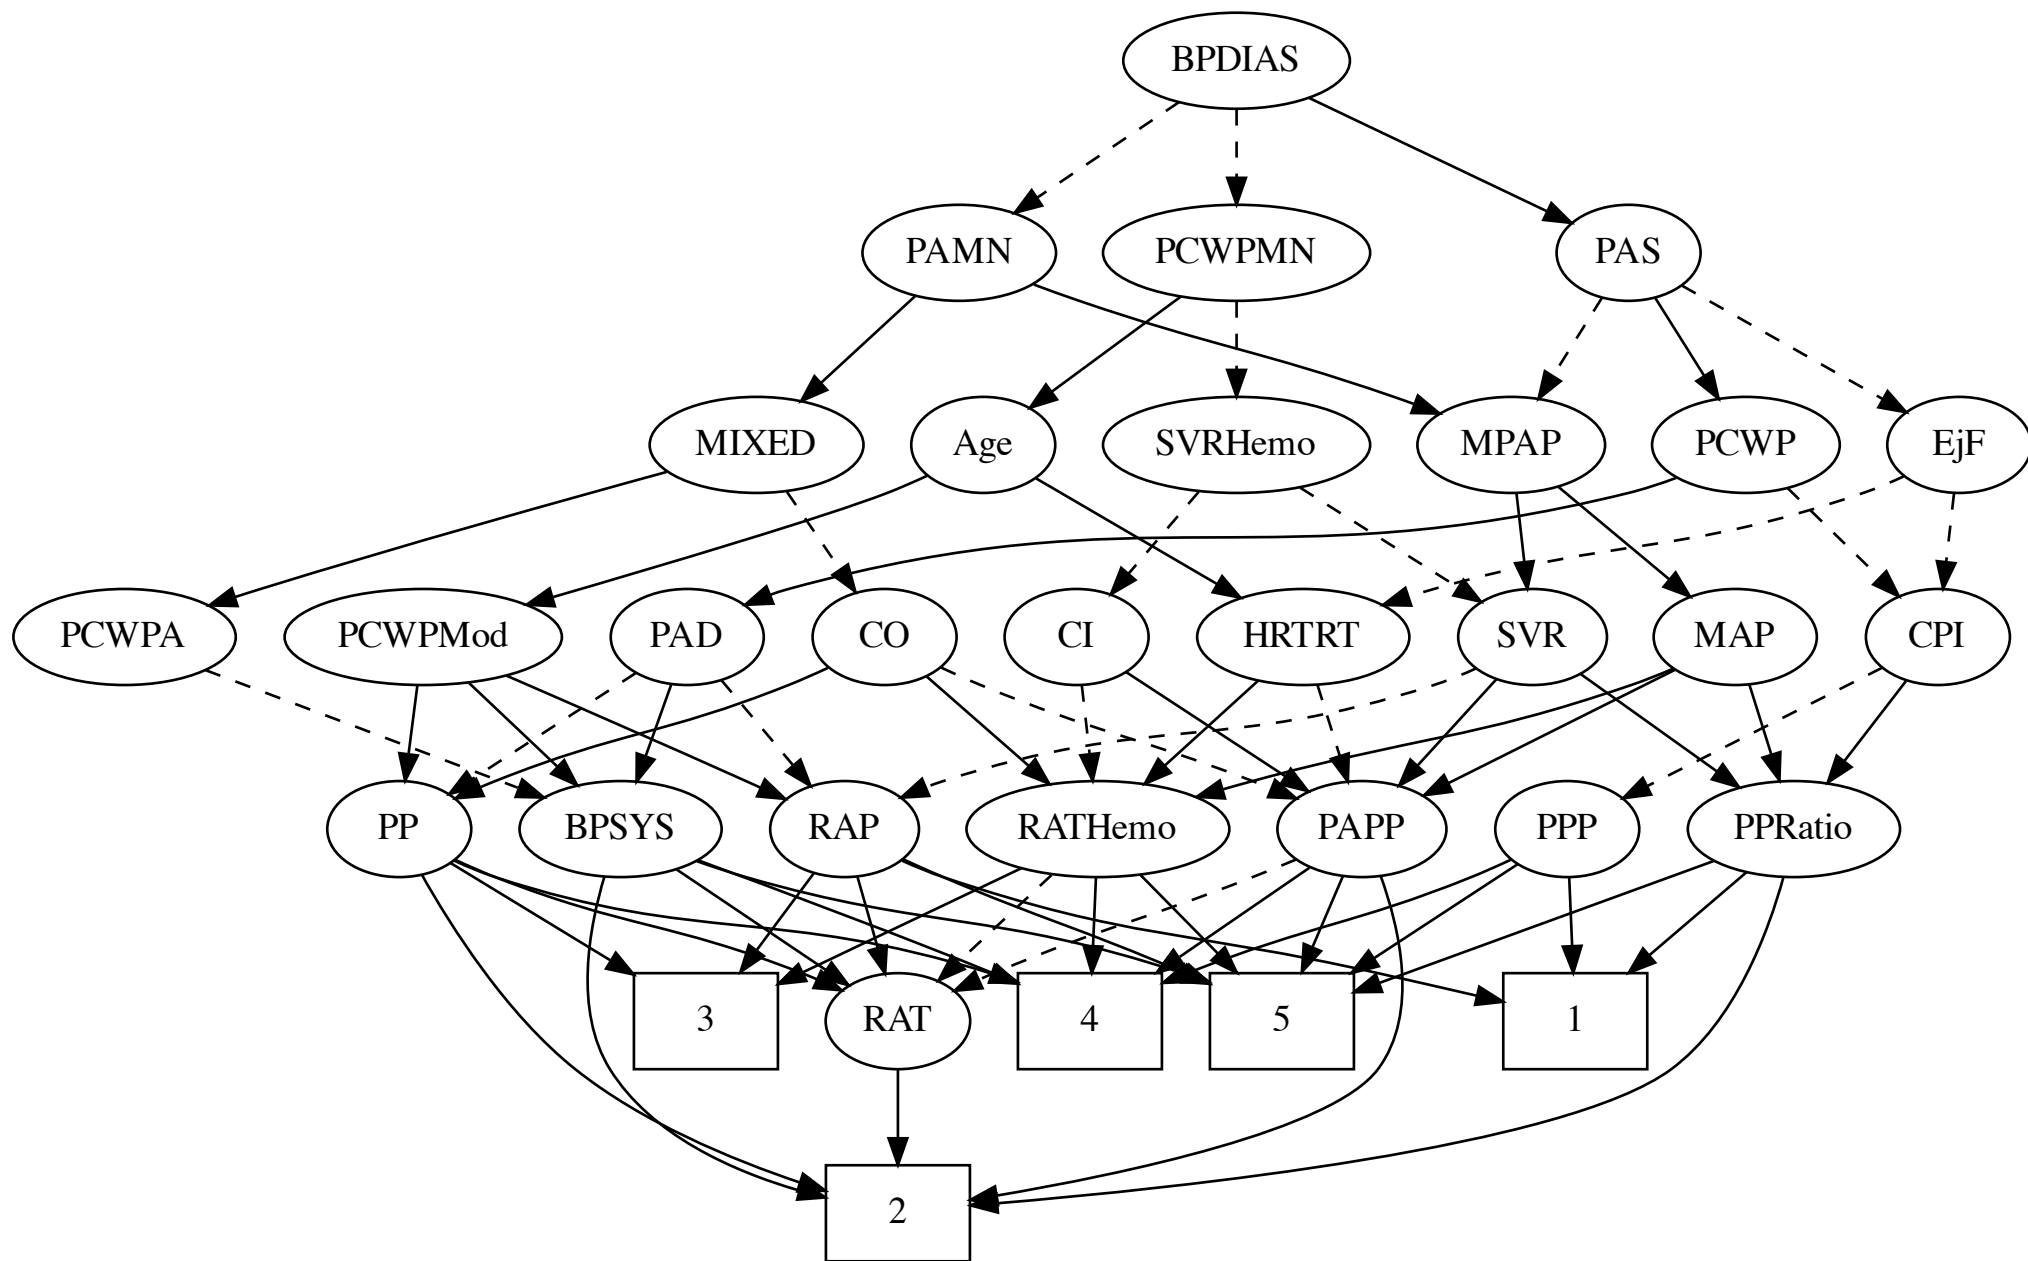 BPDIAS
PAMN
PCWPMN
PAS
MIXED
Age
SVRHemo
MPAP
PCWP
EjF
PCWPA
PCWPMod
PAD
CO
CI
HRTRT
SVR
MAP
CPI
PP
BPSYS
RAP
RATHemo
PAPP
PPP
PPRatio
3
RAT
4
5
1
2